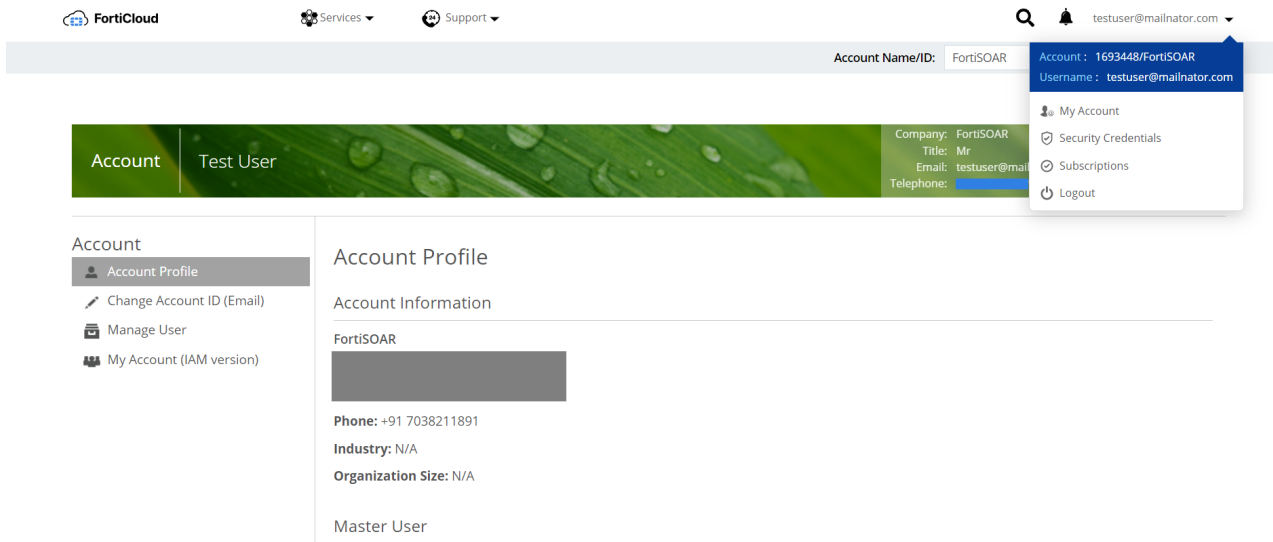 FortiCloud Services Support testuser@mailnator.com
24
Account Name/ID: FortiSOAR
Account : 1693448/FortiSOAR
Username : testuser@mailnator.com
My Account
Security Credentials
Subscriptions
Logout
Account Test User
Company: FortiSOAR
Title: Mr
Email: testuser@mail
Telephone:
Account
Account Profile
Change Account ID (Email)
Manage User
My Account (IAM version)
Account Profile
Account Information
FortiSOAR
Phone: +91 7038211891
Industry: N/A
Organization Size: N/A
Master User